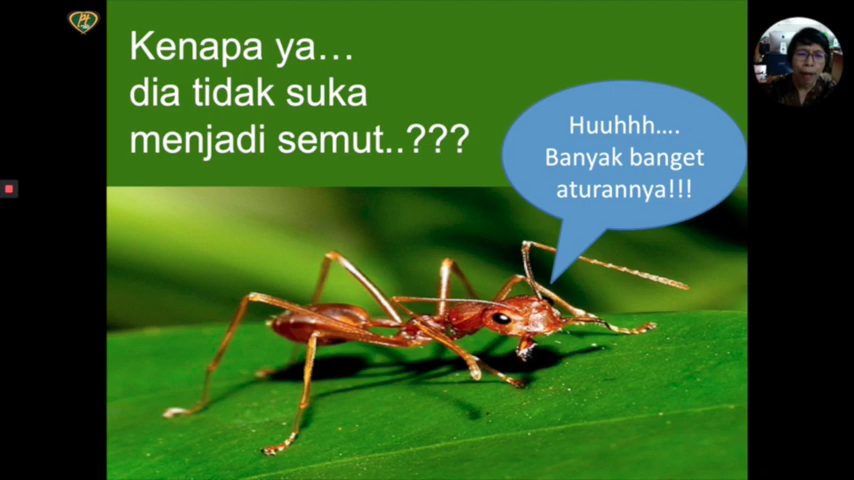 Kenapa ya...
dia tidak suka
menjadi semut..???
Huuhhh....
Banyak banget
aturannya!!!